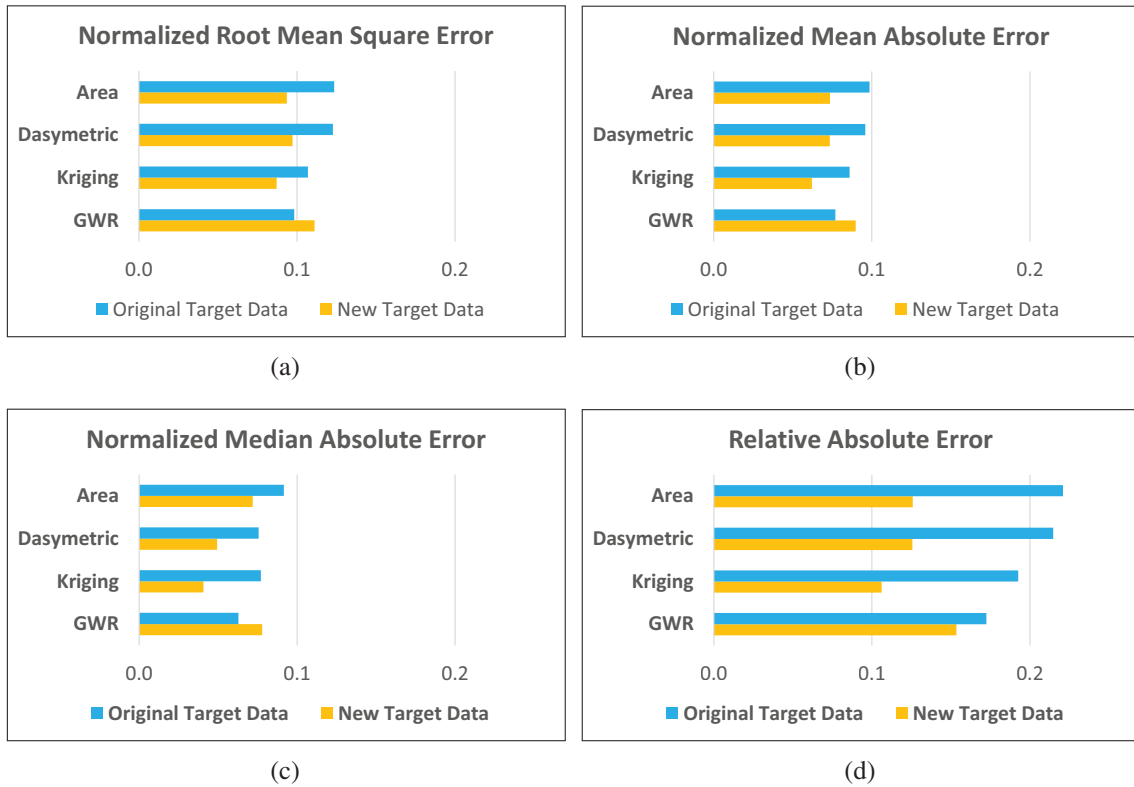 Normalized Root Mean Square Error
Area
Dasymetric
Kriging
GWR
0.0 0.1 0.2
Original Target Data New Target Data
(a)
Normalized Mean Absolute Error
Area
Dasymetric
Kriging
GWR
0.0 0.1 0.2
Original Target Data New Target Data
(b)
Normalized Median Absolute Error
Area
Dasymetric
Kriging
GWR
0.0 0.1 0.2
Original Target Data New Target Data
(c)
Relative Absolute Error
Area
Dasymetric
Kriging
GWR
0.0 0.1 0.2
Original Target Data New Target Data
(d)